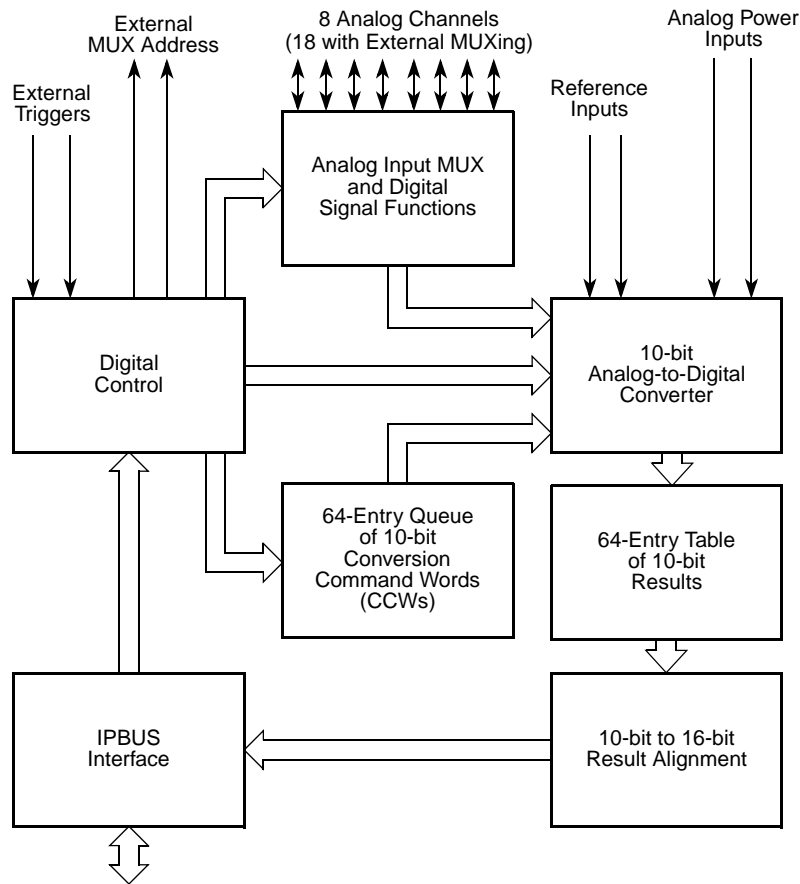 External
MUX Address
8 Analog Channels
(18 with External MUXing)
Analog Power
Inputs
External
Triggers
Reference
Inputs
Analog Input MUX
and Digital
Signal Functions
Digital
Control
10-bit
Analog-to-Digital
Converter
64-Entry Queue
of 10-bit
Conversion
Command Words
(CCWs)
64-Entry Table
of 10-bit
Results
IPBUS
Interface
10-bit to 16-bit
Result Alignment